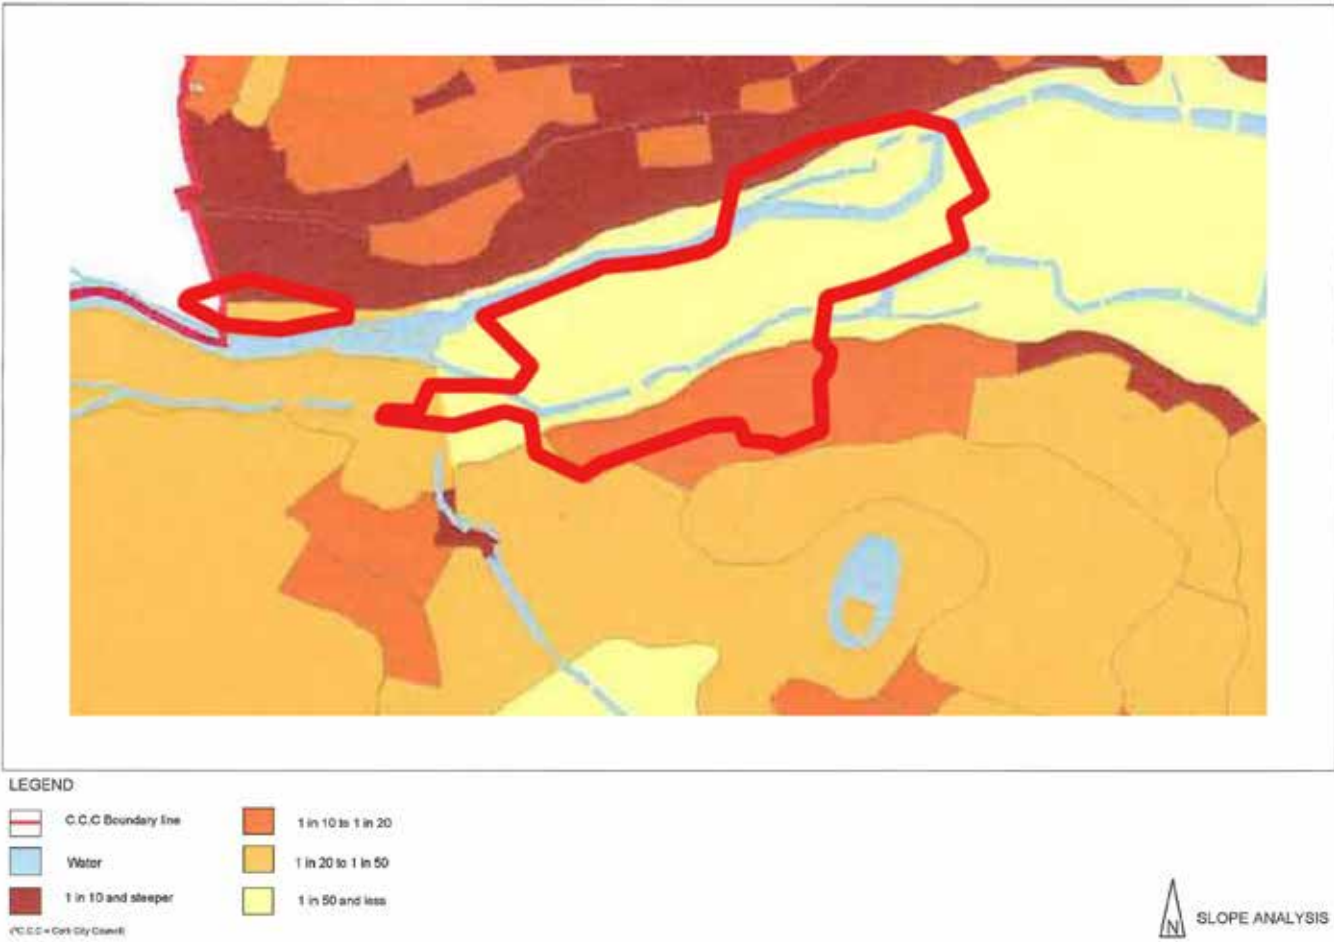 LEGEND
C.C.C Boundary line
Water
1 in 10 and steeper
(*C.C.C = Cork City Council)
1 in 10 to 1 in 20
1 in 20 to 1 in 50
1 in 50 and less
N
SLOPE ANALYSIS